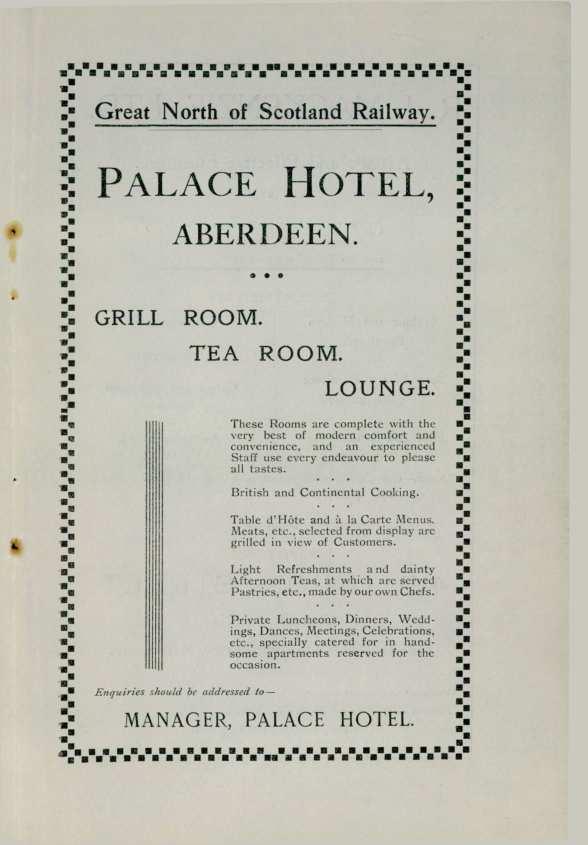 Great North of Scotland Railway.
PALACE HOTEL,
ABERDEEN.
GRILL ROOM.
TEA ROOM.
LOUNGE.
These Rooms are complete with the
very best of modern comfort and
convenience, and an experienced
Staff use every endeavour to please
all tastes.
British and Continental Cooking.
Table d'Hôte and à la Carte Menus.
Meats, etc., selected from display are
grilled in view of Customers.
Light Refreshments and dainty
Afternoon Teas, at which are served
Pastries, etc., made by our own Chefs.
Private Luncheons, Dinners, Wedd-
ings, Dances, Meetings, Celebrations,
etc., specially catered for in hand-
some apartments reserved for the
occasion.
Enquiries should be addressed to—
MANAGER, PALACE HOTEL.